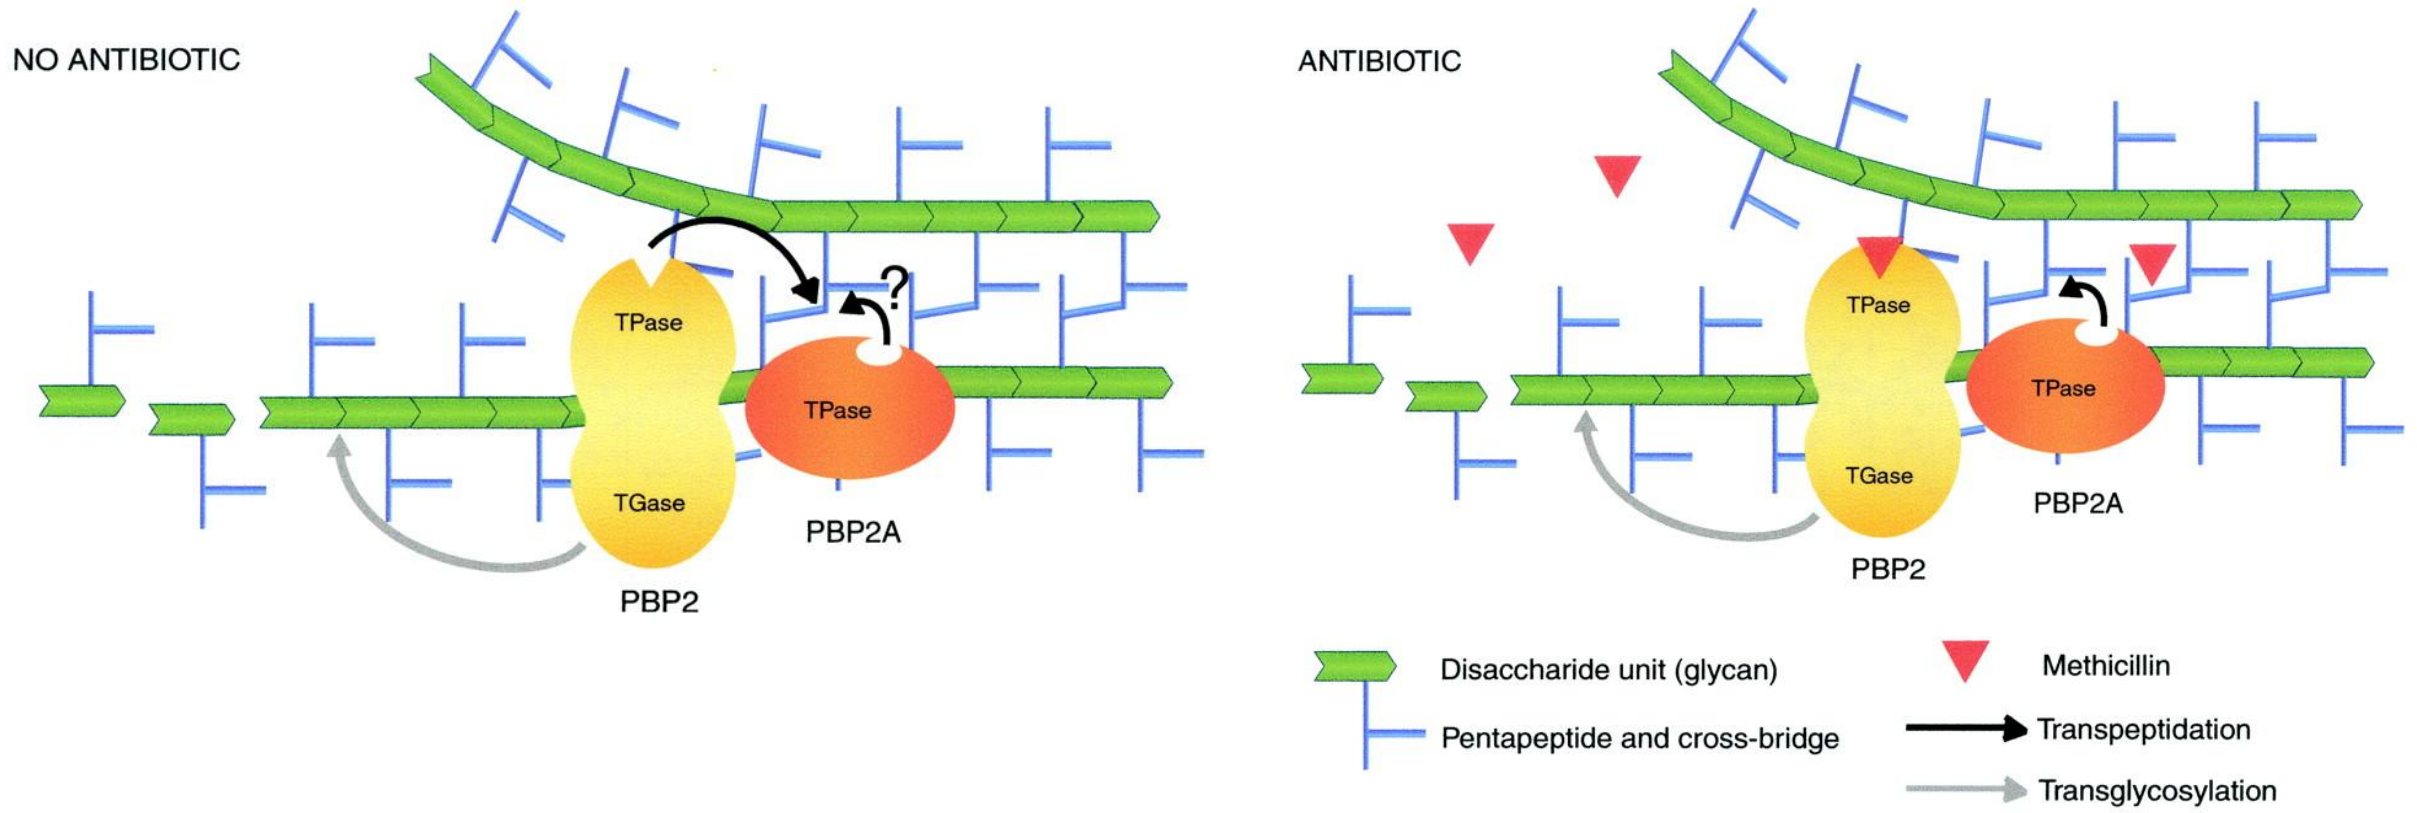 NO ANTIBIOTIC
?
TPase
TPase
TGase
PBP2A
PBP2
ANTIBIOTIC
TPase
TPase
TGase
PBP2A
PBP2
Disaccharide unit (glycan)
Pentapeptide and cross-bridge
Methicillin
Transpeptidation
Transglycosylation